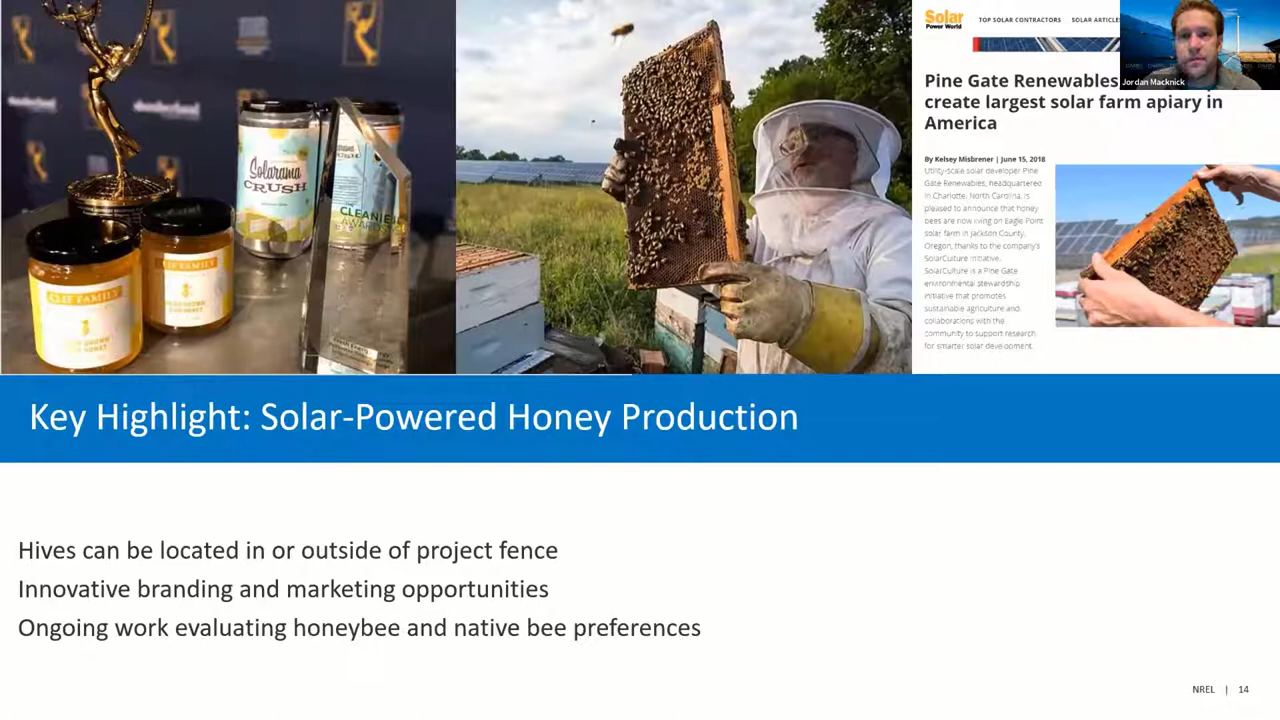 Solarama
CRUSH
CLEANIE
AWARDS
CLIF FAMILY
CLIF FAMILY
Solar
Power World
TOP SOLAR CONTRACTORS SOLAR ARTICLES
Pine Gate Renewables
create largest solar farm apiary in
America
By Kelsey Misbrener | June 15, 2018
Utility-scale solar developer Pine
Gate Renewables, headquartered
in Charlotte, North Carolina, is
pleased to announce that honey
bees are now living on Eagle Point
solar farm in Jackson County,
Oregon, thanks to the company's
SolarCulture Initiative.
SolarCulture is a Pine Gate
environmental stewardship
initiative that promotes
sustainable agriculture and
collaborations with the
community to support research
for smarter solar development.
Jordan Macknick
Key Highlight: Solar-Powered Honey Production
Hives can be located in or outside of project fence
Innovative branding and marketing opportunities
Ongoing work evaluating honeybee and native bee preferences
NREL | 14